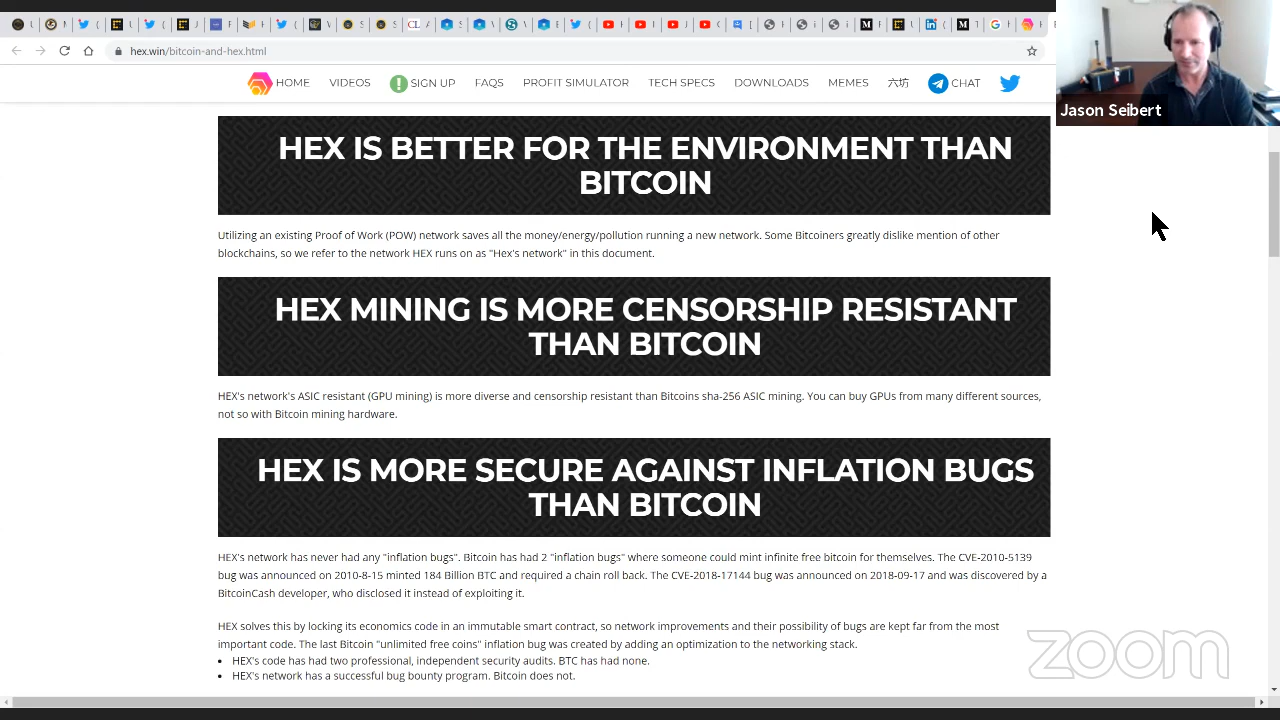 hex.win/bitcoin-and-hex.html
HOME VIDEOS SIGN UP FAQS PROFIT SIMULATOR TECH SPECS DOWNLOADS MEMES 六坊 CHAT
Jason Seibert
HEX IS BETTER FOR THE ENVIRONMENT THAN
BITCOIN
Utilizing an existing Proof of Work (POW) network saves all the money/energy/pollution running a new network. Some Bitcoiners greatly dislike mention of other
blockchains, so we refer to the network HEX runs on as "Hex's network" in this document.
HEX MINING IS MORE CENSORSHIP RESISTANT
THAN BITCOIN
HEX's network's ASIC resistant (GPU mining) is more diverse and censorship resistant than Bitcoins sha-256 ASIC mining. You can buy GPUs from many different sources,
not so with Bitcoin mining hardware.
HEX IS MORE SECURE AGAINST INFLATION BUGS
THAN BITCOIN
HEX's network has never had any "inflation bugs". Bitcoin has had 2 "inflation bugs" where someone could mint infinite free bitcoin for themselves. The CVE-2010-5139
bug was announced on 2010-8-15 minted 184 Billion BTC and required a chain roll back. The CVE-2018-17144 bug was announced on 2018-09-17 and was discovered by a
BitcoinCash developer, who disclosed it instead of exploiting it.
HEX solves this by locking its economics code in an immutable smart contract, so network improvements and their possibility of bugs are kept far from the most
important code. The last Bitcoin "unlimited free coins" inflation bug was created by adding an optimization to the networking stack.
HEX's code has had two professional, independent security audits. BTC has had none.
HEX's network has a successful bug bounty program. Bitcoin does not.
zoom